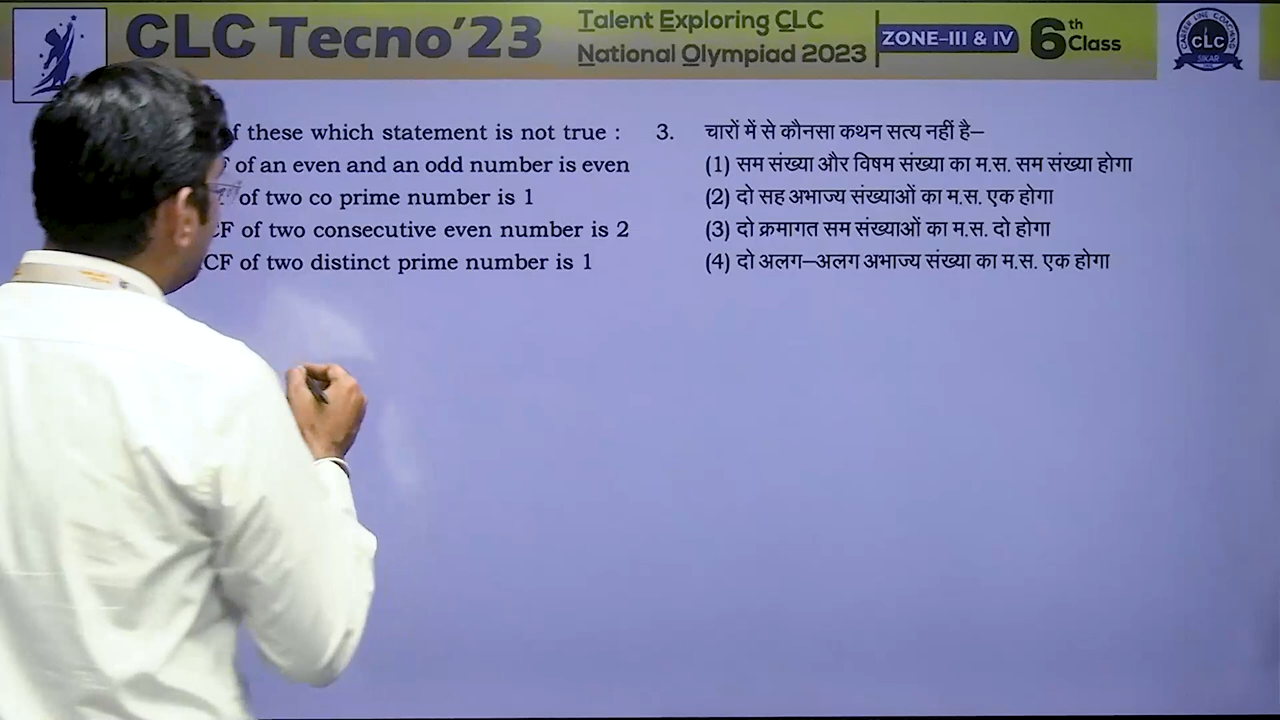 CLC Tecno’23
Talent Exploring CLC
National Olympiad 2023
ZONE–III & IV
6th Class
CAREER LINE COACHING
CLC
SIKAR
of these which statement is not true :
of an even and an odd number is even
of two co prime number is 1
CF of two consecutive even number is 2
CF of two distinct prime number is 1
3. चारों में से कौनसा कथन सत्य नहीं है–
(1) सम संख्या और विषम संख्या का म.स. सम संख्या होगा
(2) दो सह अभाज्य संख्याओं का म.स. एक होगा
(3) दो क्रमागत सम संख्याओं का म.स. दो होगा
(4) दो अलग–अलग अभाज्य संख्या का म.स. एक होगा